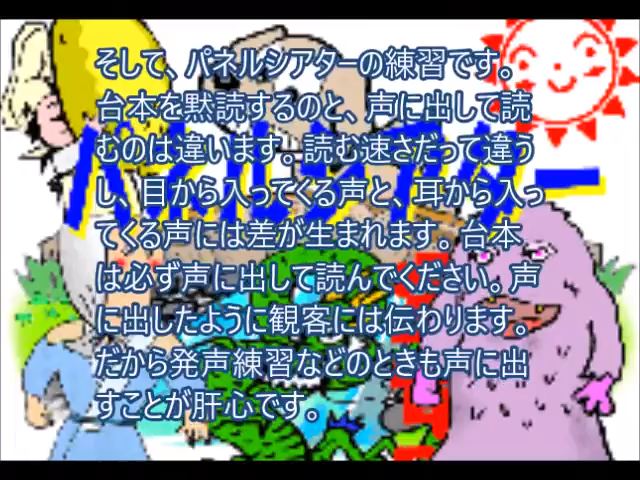 そして、パネルシアターの練習です。
台本を黙読するのと、声に出して読
むのは違います。読む速さだって違う
し、目から入ってくる声と、耳から入っ
てくる声には差が生まれます。台本
は必ず声に出して読んでください。声
に出したように観客には伝わります。
だから発声練習などのときも声に出
すことが肝心です。
パネルシアター